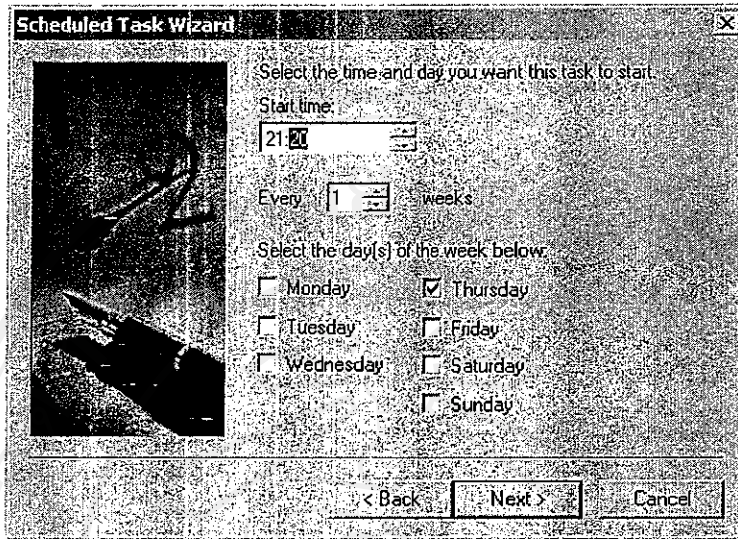 Scheduled Task Wizard
Select the time and day you want this task to start.
Start time:
21:20
Every 1 weeks
Select the day(s) of the week below:
Monday Thursday
Tuesday Friday
Wednesday Saturday
Sunday
< Back Next > Cancel